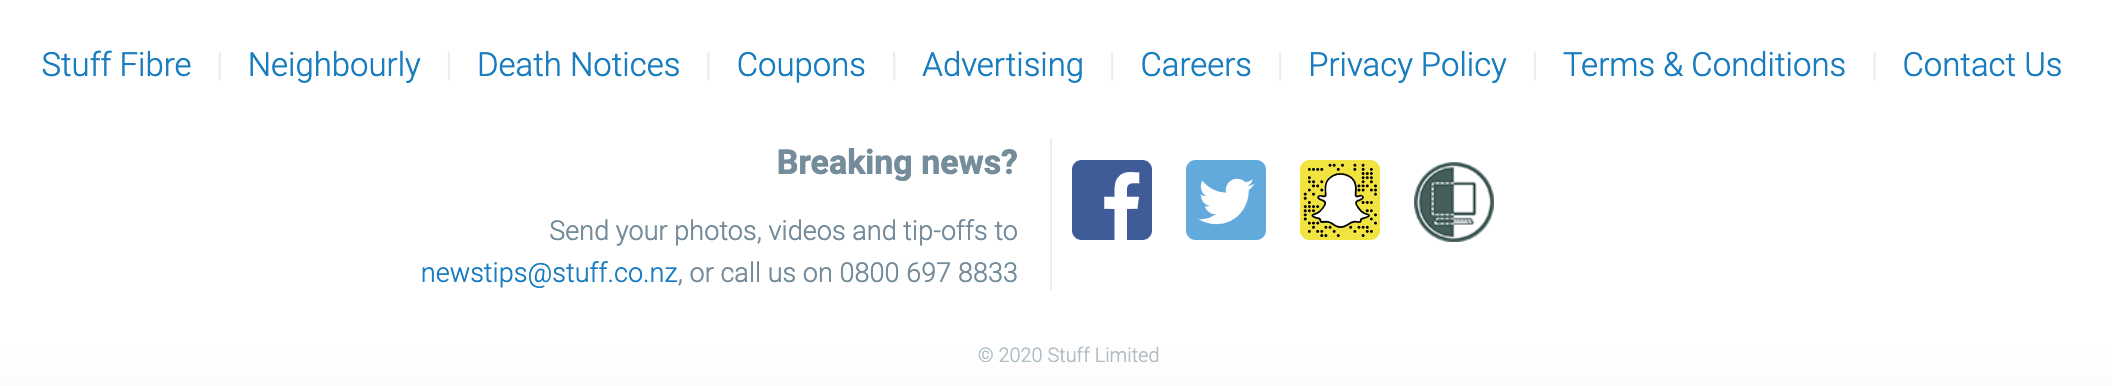 Stuff Fibre | Neighbourly | Death Notices | Coupons | Advertising | Careers | Privacy Policy | Terms & Conditions | Contact Us
Breaking news?
Send your photos, videos and tip-offs to
newstips@stuff.co.nz, or call us on 0800 697 8833
© 2020 Stuff Limited